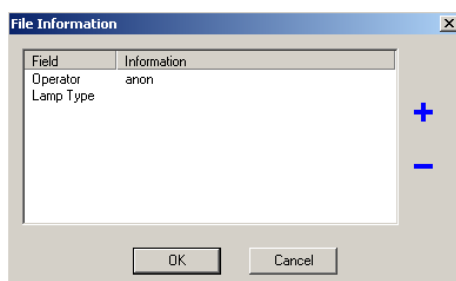 File Information
Field Information
Operator anon
Lamp Type
OK Cancel